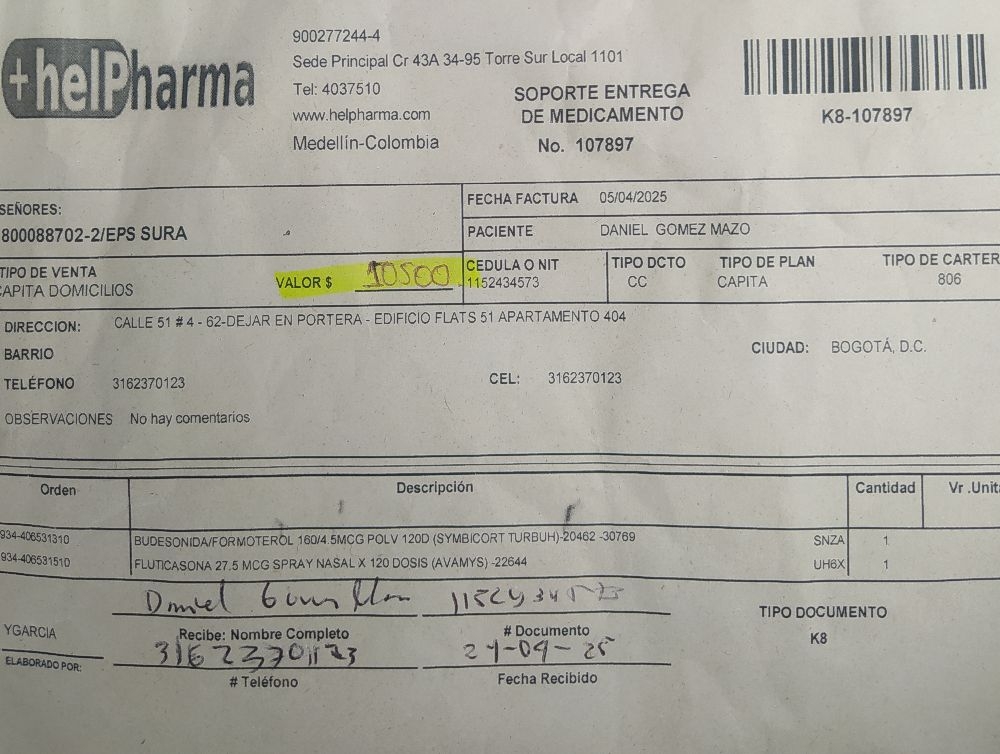 +helPharma
900277244-4
Sede Principal Cr 43A 34-95 Torre Sur Local 1101
Tel: 4037510
www.helpharma.com
Medellín-Colombia
SOPORTE ENTREGA
DE MEDICAMENTO
No. 107897
K8-107897
SEÑORES:
800088702-2/EPS SURA
FECHA FACTURA 05/04/2025
PACIENTE DANIEL GOMEZ MAZO
TIPO DE VENTA
CAPITA DOMICILIOS
VALOR $ 10500
CEDULA O NIT
1152434573
TIPO DCTO
CC
TIPO DE PLAN
CAPITA
TIPO DE CARTER
806
DIRECCION: CALLE 51 # 4 - 62-DEJAR EN PORTERA - EDIFICIO FLATS 51 APARTAMENTO 404
BARRIO
CIUDAD: BOGOTÁ, D.C.
TELÉFONO 3162370123
CEL: 3162370123
OBSERVACIONES No hay comentarios
Orden Descripción Cantidad Vr .Unita
934-406531310 BUDESONIDA/FORMOTEROL 160/4.5MCG POLV 120D (SYMBICORT TURBUH)-20462 -30769 SNZA 1
934-406531510 FLUTICASONA 27.5 MCG SPRAY NASAL X 120 DOSIS (AVAMYS) -22644 UH6X 1
Daniel
YGARCIA
Recibe: Nombre Completo
# Documento
TIPO DOCUMENTO
K8
ELABORADO POR:
3162370123
# Teléfono
21-04-25
Fecha Recibido